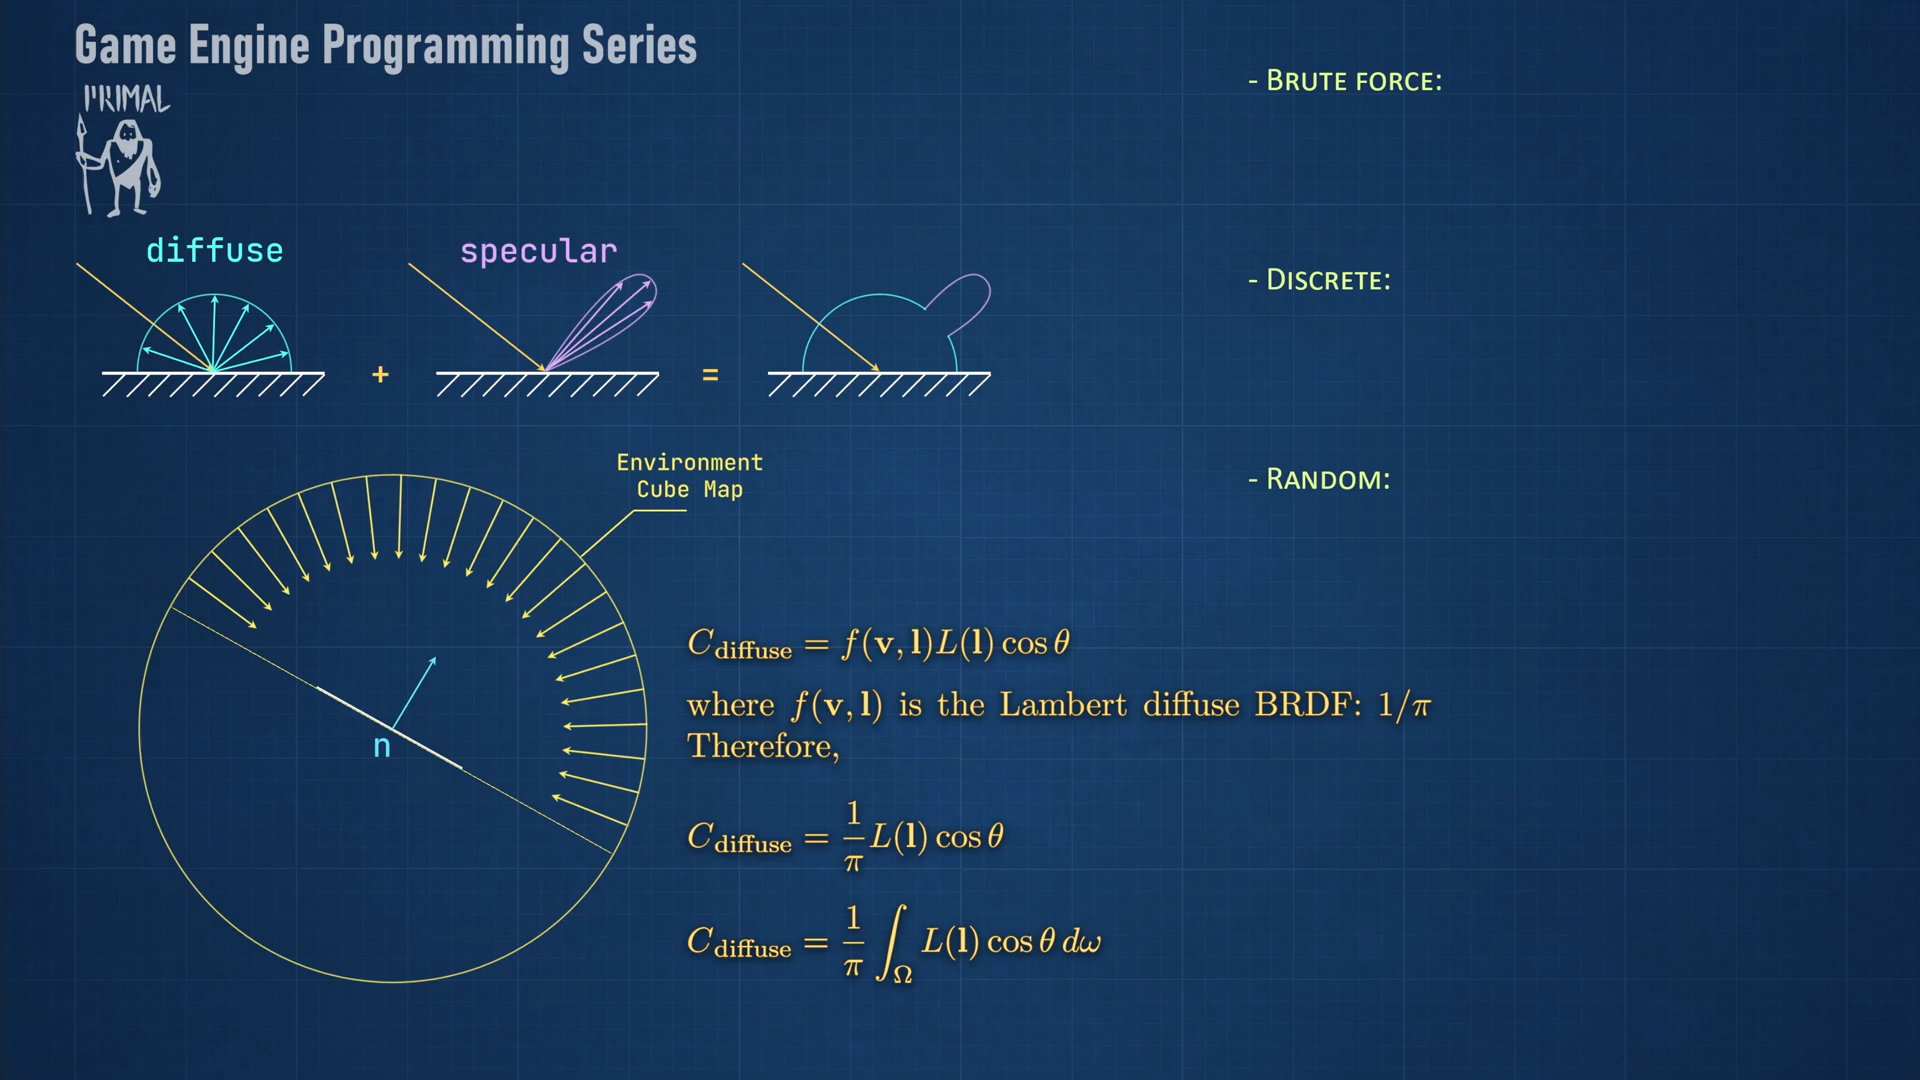 Game Engine Programming Series
PRIMAL
- BRUTE FORCE:
- DISCRETE:
- RANDOM:
diffuse
specular
+
=
Environment
Cube Map
n
C_diffuse = f(v, l)L(l) cos θ
where f(v, l) is the Lambert diffuse BRDF: 1/π
Therefore,
C_diffuse = 1/π L(l) cos θ
C_diffuse = 1/π ∫_Ω L(l) cos θ dω